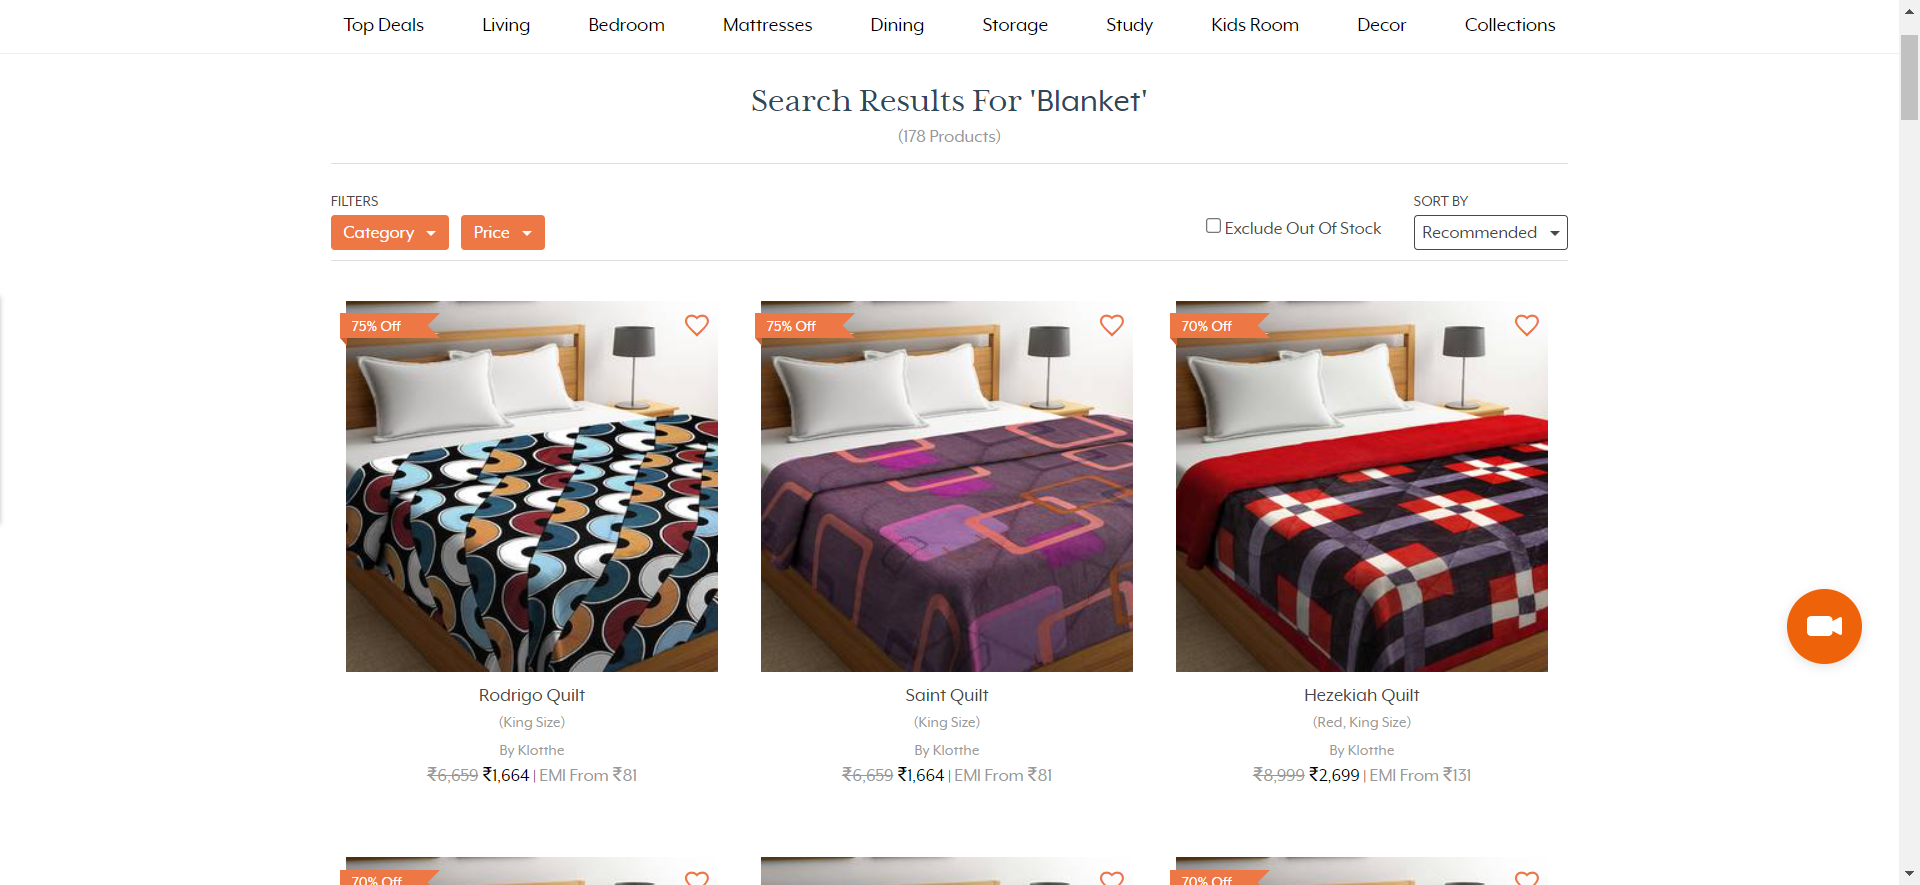 Top Deals Living Bedroom Mattresses Dining Storage Study Kids Room Decor Collections
Search Results For 'Blanket'
(178 Products)
FILTERS
Category Price
Exclude Out Of Stock
SORT BY
Recommended
75% Off
75% Off
70% Off
Rodrigo Quilt
(King Size)
By Klotthe
₹6,659 ₹1,664 | EMI From ₹81
Saint Quilt
(King Size)
By Klotthe
₹6,659 ₹1,664 | EMI From ₹81
Hezekiah Quilt
(Red, King Size)
By Klotthe
₹8,999 ₹2,699 | EMI From ₹131
70% Off
70% Off